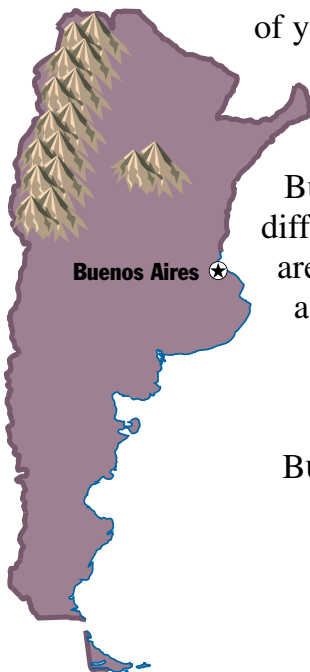 of y
Bu
diff
are
Buenos Aires
a
Bu